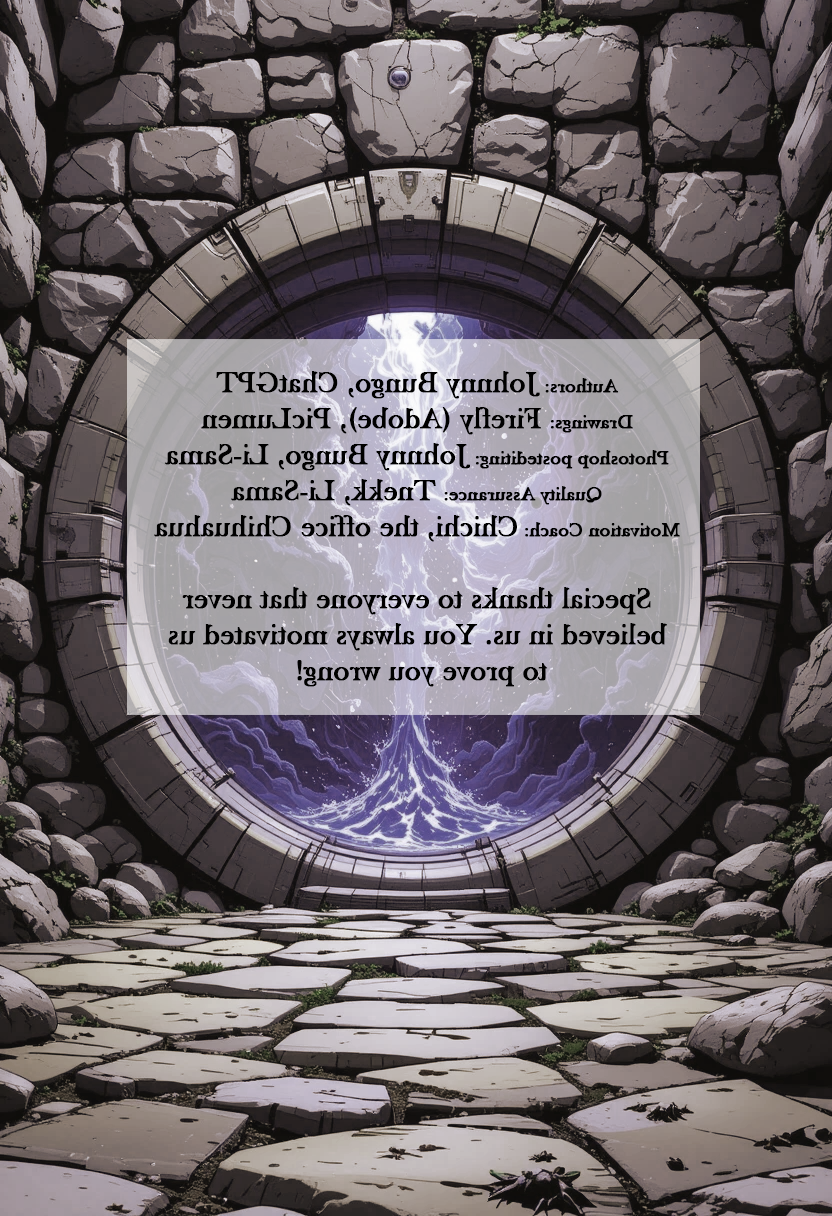 Authors: Johnny Bungo, ChatGPT
Drawings: Firefly (Adobe), PicLumen
Photoshop postediting: Johnny Bungo, Li-Sama
Quality Assurance: Tnekk, Li-Sama
Motivation Coach: Chichi, the office Chihuahua
Special thanks to everyone that never
believed in us. You always motivated us
to prove you wrong!